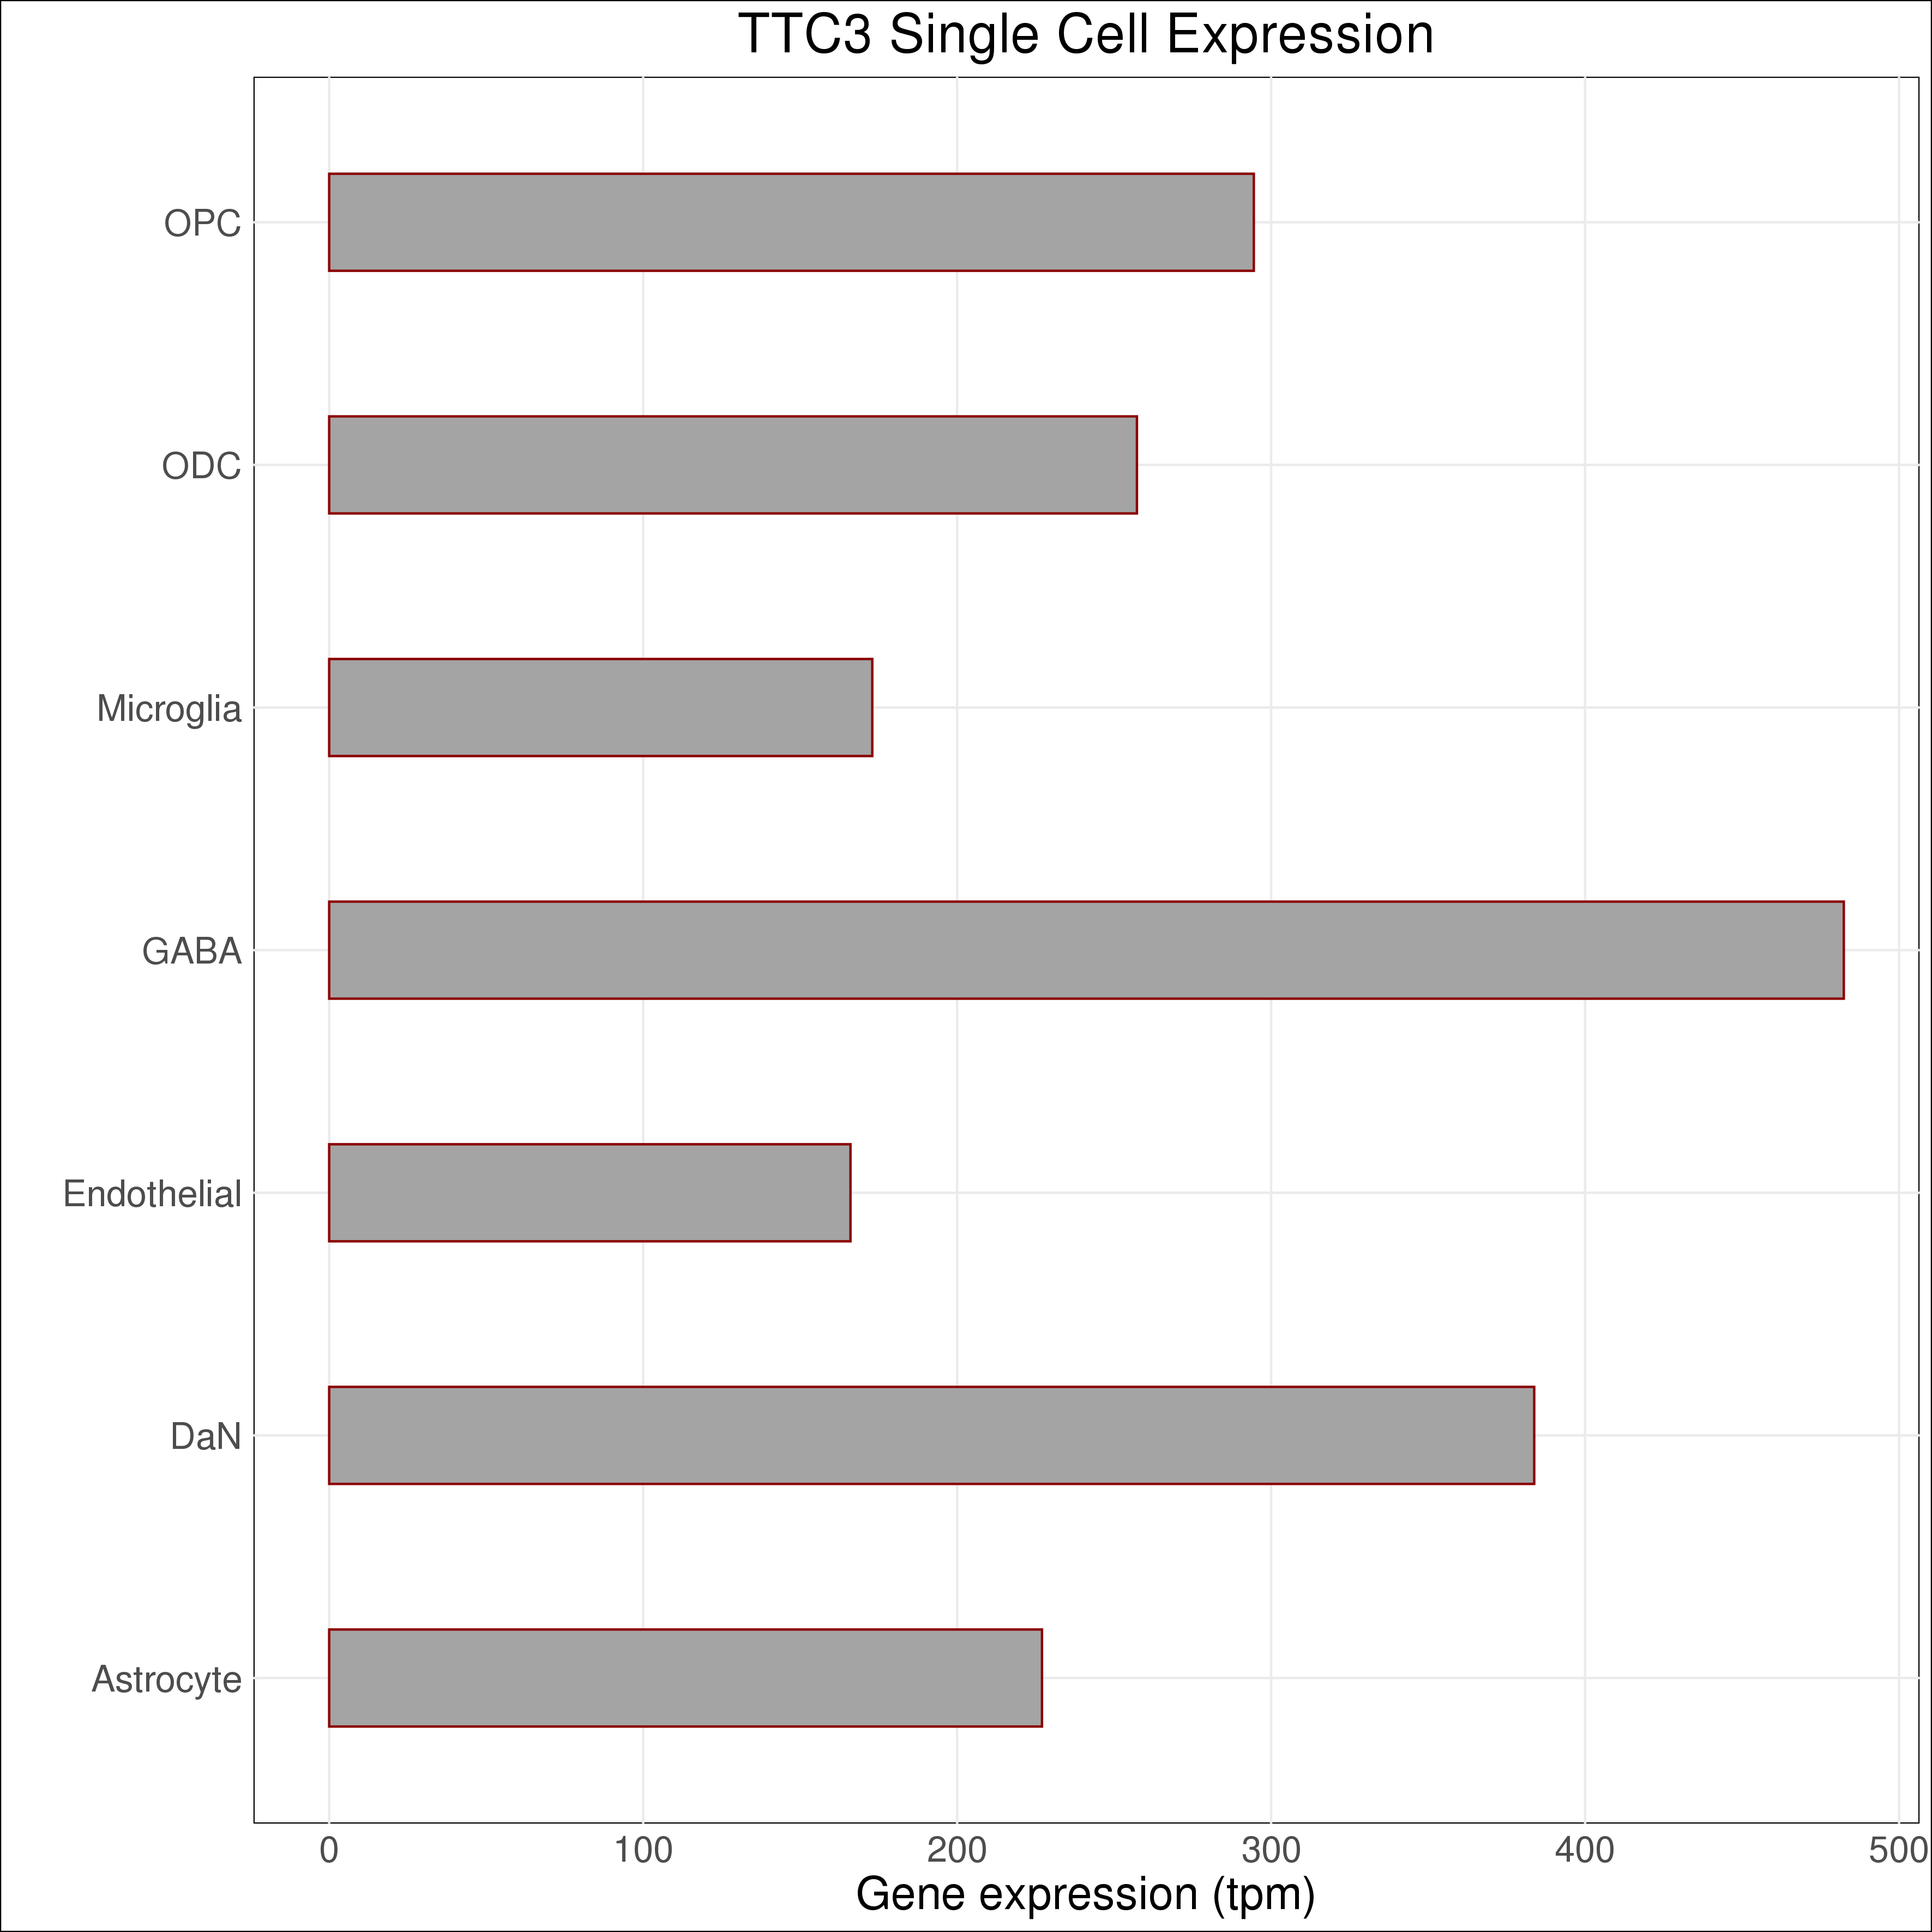 TTC3 Single Cell Expression
OPC
ODC
Microglia
GABA
Endothelial
DaN
Astrocyte
0 100 200 300 400 500
Gene expression (tpm)